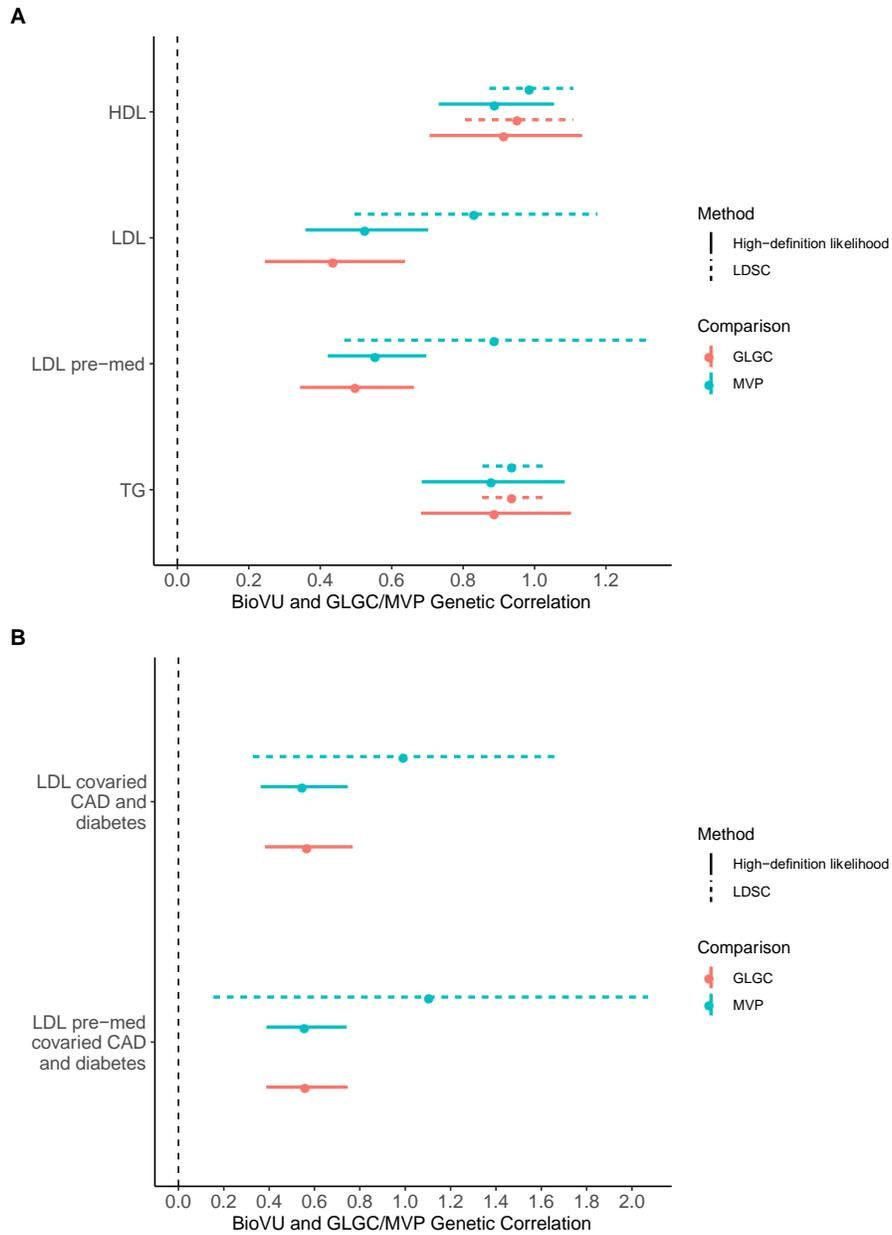 A
HDL
LDL
LDL pre−med
TG
0.0 0.2 0.4 0.6 0.8 1.0 1.2
BioVU and GLGC/MVP Genetic Correlation
Method
High−definition likelihood
LDSC
Comparison
GLGC
MVP
B
LDL covaried
CAD and
diabetes
LDL pre−med
covaried CAD
and diabetes
0.0 0.2 0.4 0.6 0.8 1.0 1.2 1.4 1.6 1.8 2.0
BioVU and GLGC/MVP Genetic Correlation
Method
High−definition likelihood
LDSC
Comparison
GLGC
MVP